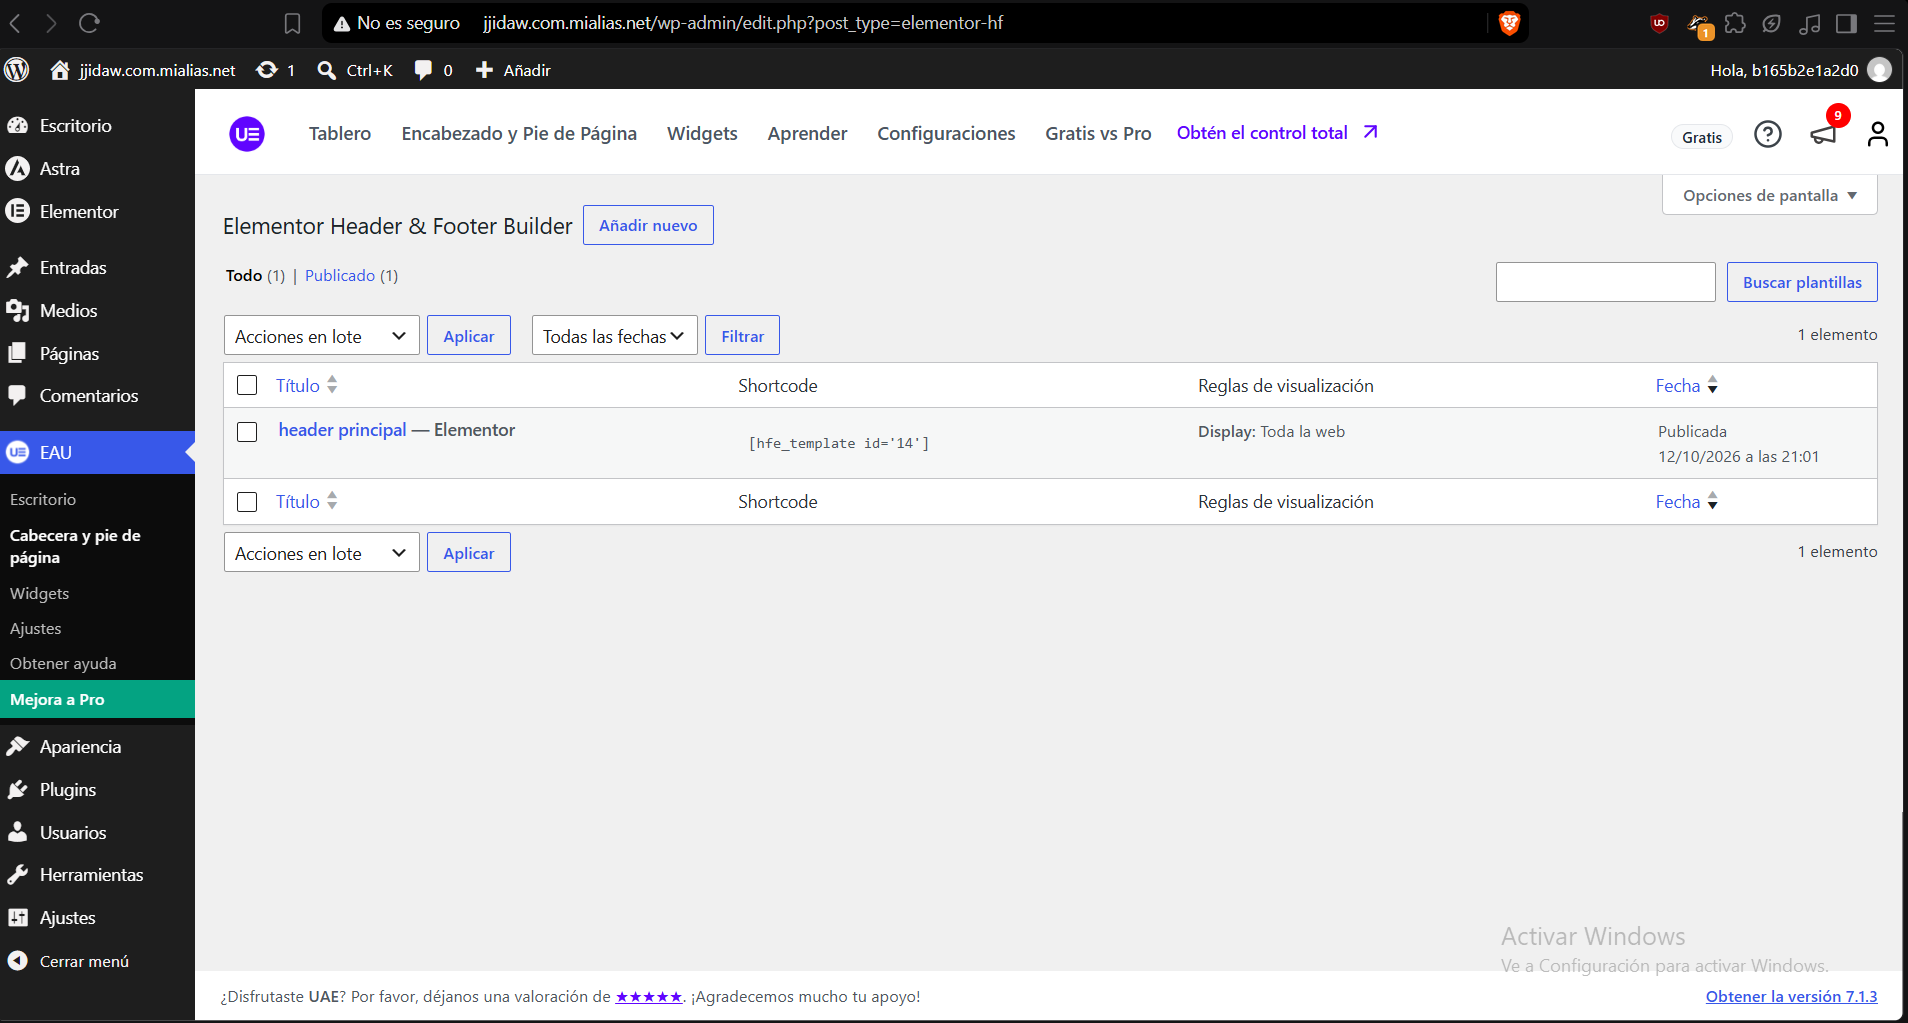 No es seguro jjidaw.com.mialias.net/wp-admin/edit.php?post_type=elementor-hf
1
jjidaw.com.mialias.net 1 Ctrl+K 0 Añadir Hola, b165b2e1a2d0
Escritorio
Astra
Elementor
Entradas
Medios
Páginas
Comentarios
UE EAU
Escritorio
Cabecera y pie de
página
Widgets
Ajustes
Obtener ayuda
Mejora a Pro
Apariencia
Plugins
Usuarios
Herramientas
Ajustes
Cerrar menú
UE Tablero Encabezado y Pie de Página Widgets Aprender Configuraciones Gratis vs Pro Obtén el control total Gratis 9
Opciones de pantalla
Elementor Header & Footer Builder Añadir nuevo
Todo (1) | Publicado (1)
Buscar plantillas
Acciones en lote Aplicar Todas las fechas Filtrar 1 elemento
Título Shortcode Reglas de visualización Fecha
header principal — Elementor [hfe_template id='14'] Display: Toda la web Publicada
12/10/2026 a las 21:01
Título Shortcode Reglas de visualización Fecha
Acciones en lote Aplicar 1 elemento
Activar Windows
Ve a Configuración para activar Windows.
¿Disfrutaste UAE? Por favor, déjanos una valoración de ★★★★★. ¡Agradecemos mucho tu apoyo! Obtener la versión 7.1.3